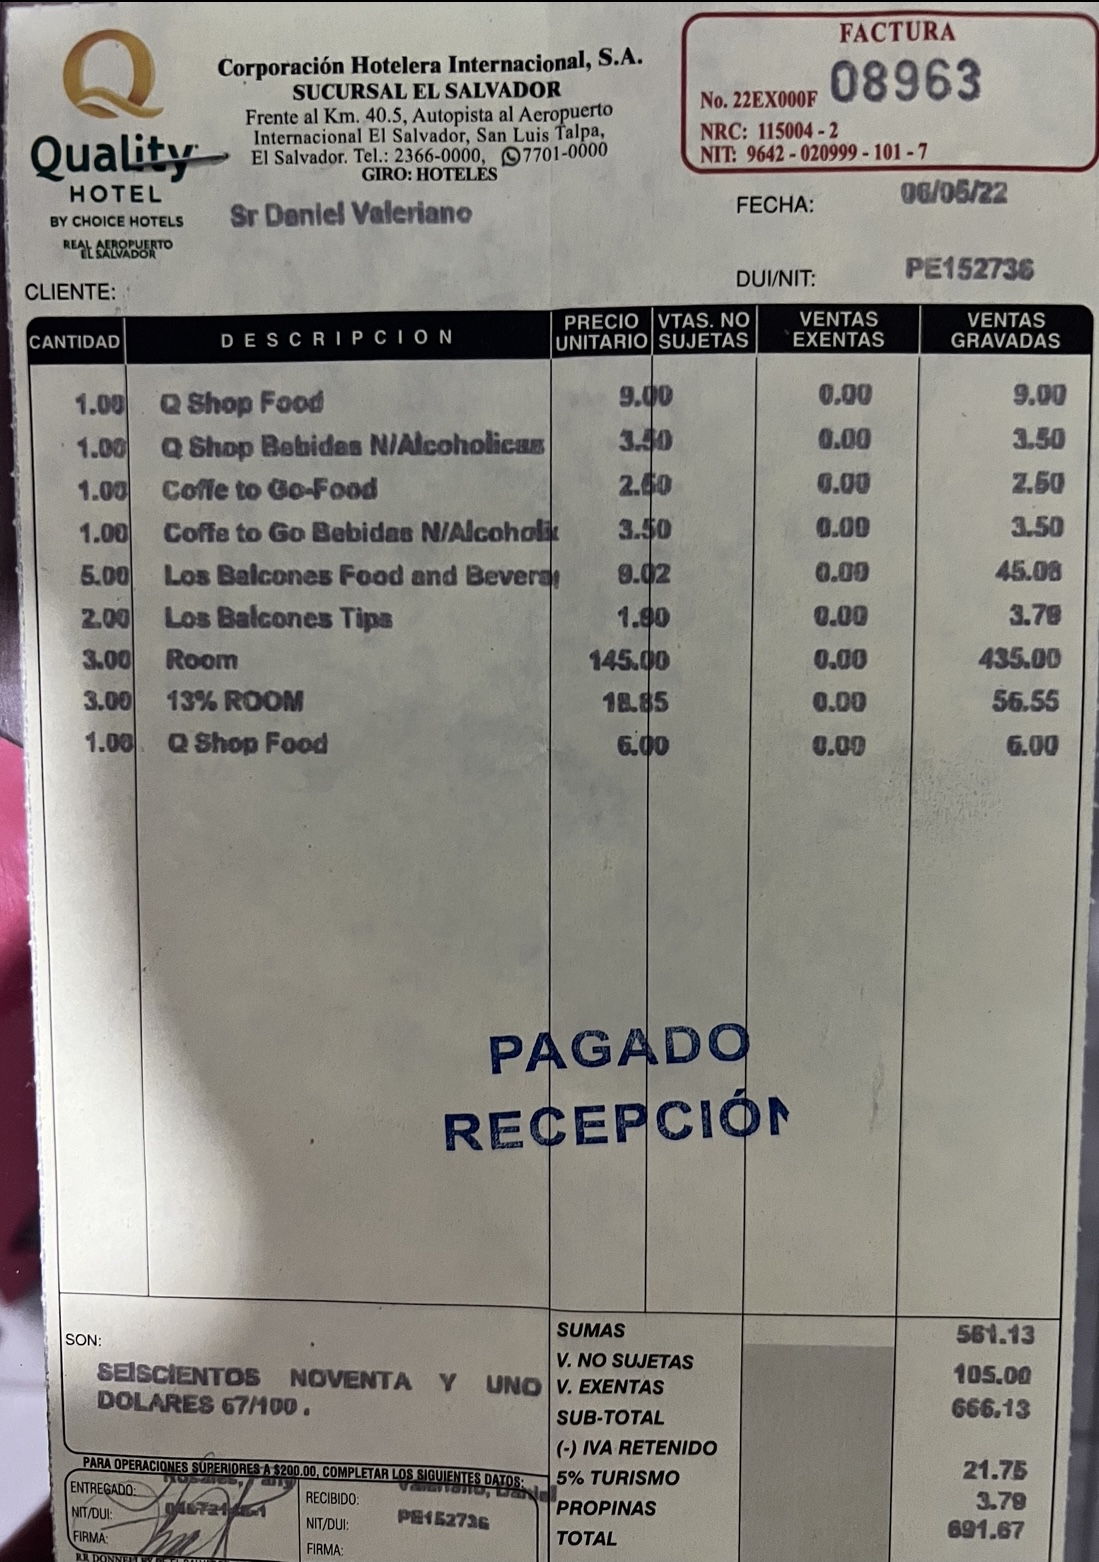 Quality
HOTEL
BY CHOICE HOTELS
REAL AEROPUERTO
EL SALVADOR
Corporación Hotelera Internacional, S.A.
SUCURSAL EL SALVADOR
Frente al Km. 40.5, Autopista al Aeropuerto
Internacional El Salvador, San Luis Talpa,
El Salvador. Tel.: 2366-0000, 7701-0000
GIRO: HOTELES
FACTURA
No. 22EX000F 08963
NRC: 115004 - 2
NIT: 9642 - 020999 - 101 - 7
Sr Daniel Valeriano
FECHA: 06/05/22
DUI/NIT: PE152736
CLIENTE:
CANTIDAD DESCRIPCION PRECIO UNITARIO VTAS. NO SUJETAS VENTAS EXENTAS VENTAS GRAVADAS
1.00 Q Shop Food 9.00 0.00 9.00
1.00 Q Shop Bebidas N/Alcoholicas 3.50 0.00 3.50
1.00 Coffe to Go-Food 2.50 0.00 2.50
1.00 Coffe to Go Bebidas N/Alcoholic 3.50 0.00 3.50
5.00 Los Balcones Food and Bevera 9.02 0.00 45.08
2.00 Los Balcones Tips 1.90 0.00 3.79
3.00 Room 145.00 0.00 435.00
3.00 13% ROOM 18.85 0.00 56.55
1.00 Q Shop Food 6.00 0.00 6.00
PAGADO
RECEPCIÓN
SON:
SEISCIENTOS NOVENTA Y UNO
DOLARES 67/100 .
SUMAS 561.13
V. NO SUJETAS 105.00
V. EXENTAS
SUB-TOTAL 666.13
(-) IVA RETENIDO
5% TURISMO 21.75
PROPINAS 3.79
TOTAL 691.67
PARA OPERACIONES SUPERIORES A $200.00, COMPLETAR LOS SIGUIENTES DATOS:
ENTREGADO:
NIT/DUI:
FIRMA:
RECIBIDO: Valeriano, Daniel
NIT/DUI: PE152736
FIRMA: